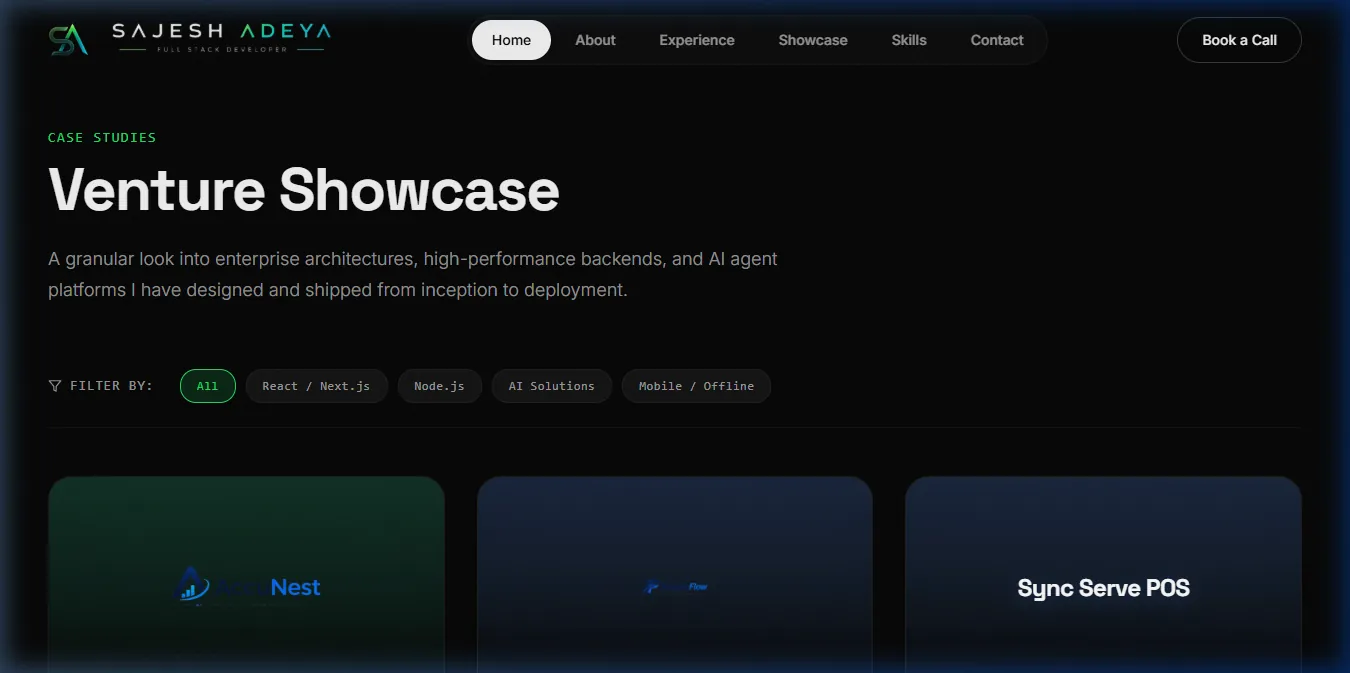 SAJESH ADEYA
FULL STACK DEVELOPER
Home
About
Experience
Showcase
Skills
Contact
Book a Call
CASE STUDIES
Venture Showcase
A granular look into enterprise architectures, high-performance backends, and AI agent
platforms I have designed and shipped from inception to deployment.
FILTER BY:
All
React / Next.js
Node.js
AI Solutions
Mobile / Offline
Nest
Flow
Sync Serve POS